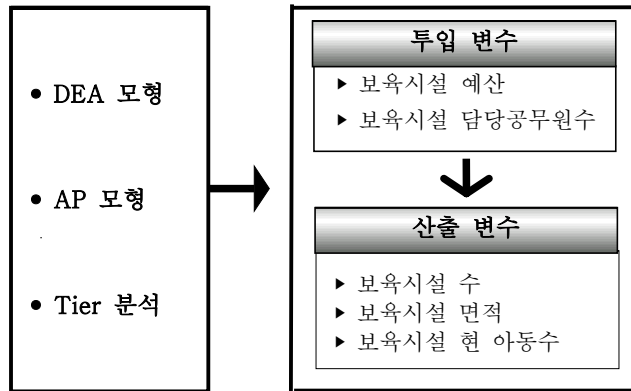 • DEA 모형
• AP 모형
• Tier 분석
투입 변수
▶ 보육시설 예산
▶ 보육시설 담당공무원수
산출 변수
▶ 보육시설 수
▶ 보육시설 면적
▶ 보육시설 현 아동수